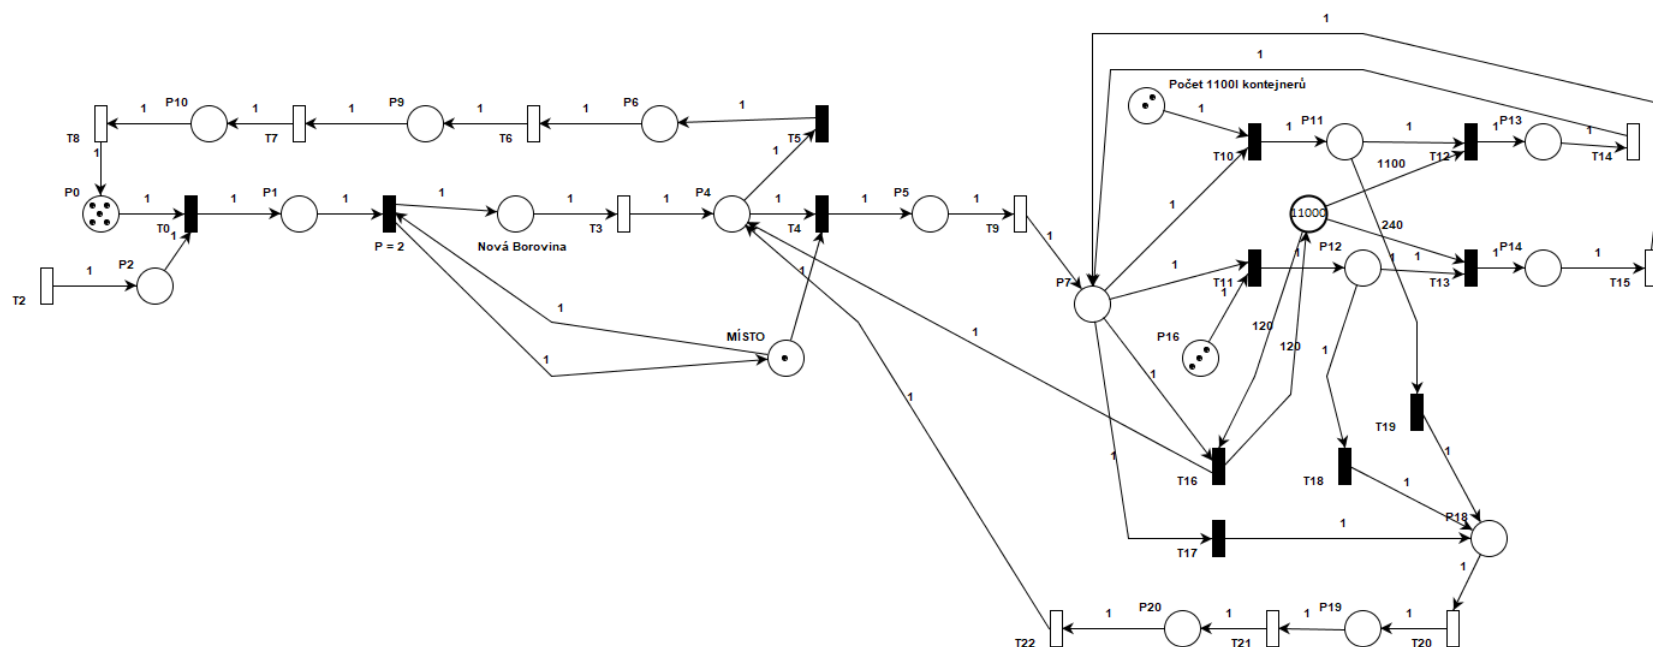 1
1
Počet 1100l kontejnerů
1 P10 1 P9 1 P6 1
1
P11 1 1 P13 1
T8 T7 T6 T5 T10 T12 T14
1 1 1100
P0 1 1 P1 1 1 1 P4 1 P5 1 1 11000 240
T0 1 P = 2 Nová Borovina T3 T4 T9 1 P12 1 P14 1
1 P2 1 P7 1 1 1 1 T11 1 T13 T15
T2 1 1
MÍSTO 1 P16 120 120 1
1 1 1
T19
1 1 T16 T18 1 1
P18
T17 1
1
1 P20 1 1 P19 1
T22 T21 T20